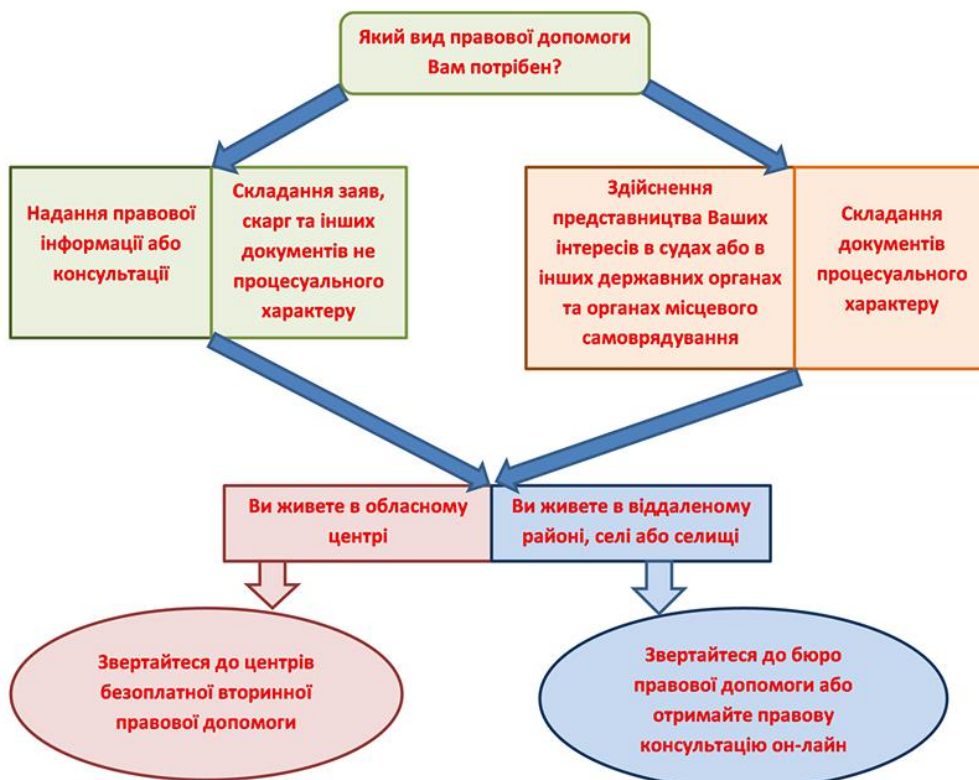 Який вид правової допомоги
Вам потрібен?
Надання правової
інформації або
консультації
Складання заяв,
скарг та інших
документів не
процесуального
характеру
Здійснення
представництва Ваших
інтересів в судах або в
інших державних органах
та органах місцевого
самоврядування
Складання
документів
процесуального
характеру
Ви живете в обласному
центрі
Ви живете в віддаленому
районі, селі або селищі
Звертайтеся до центрів
безоплатної вторинної
правової допомоги
Звертайтеся до бюро
правової допомоги або
отримайте правову
консультацію он-лайн